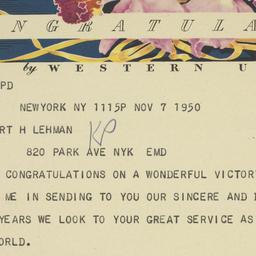 NGRATULA
by WESTERN U
PD
NEWYORK NY 1115P NOV 7 1950
RT H LEHMAN
820 PARK AVE NYK EMD
CONGRATULATIONS ON A WONDERFUL VICTOR
ME IN SENDING TO YOU OUR SINCERE AND
YEARS WE LOOK TO YOUR GREAT SERVICE AS
ORLD.